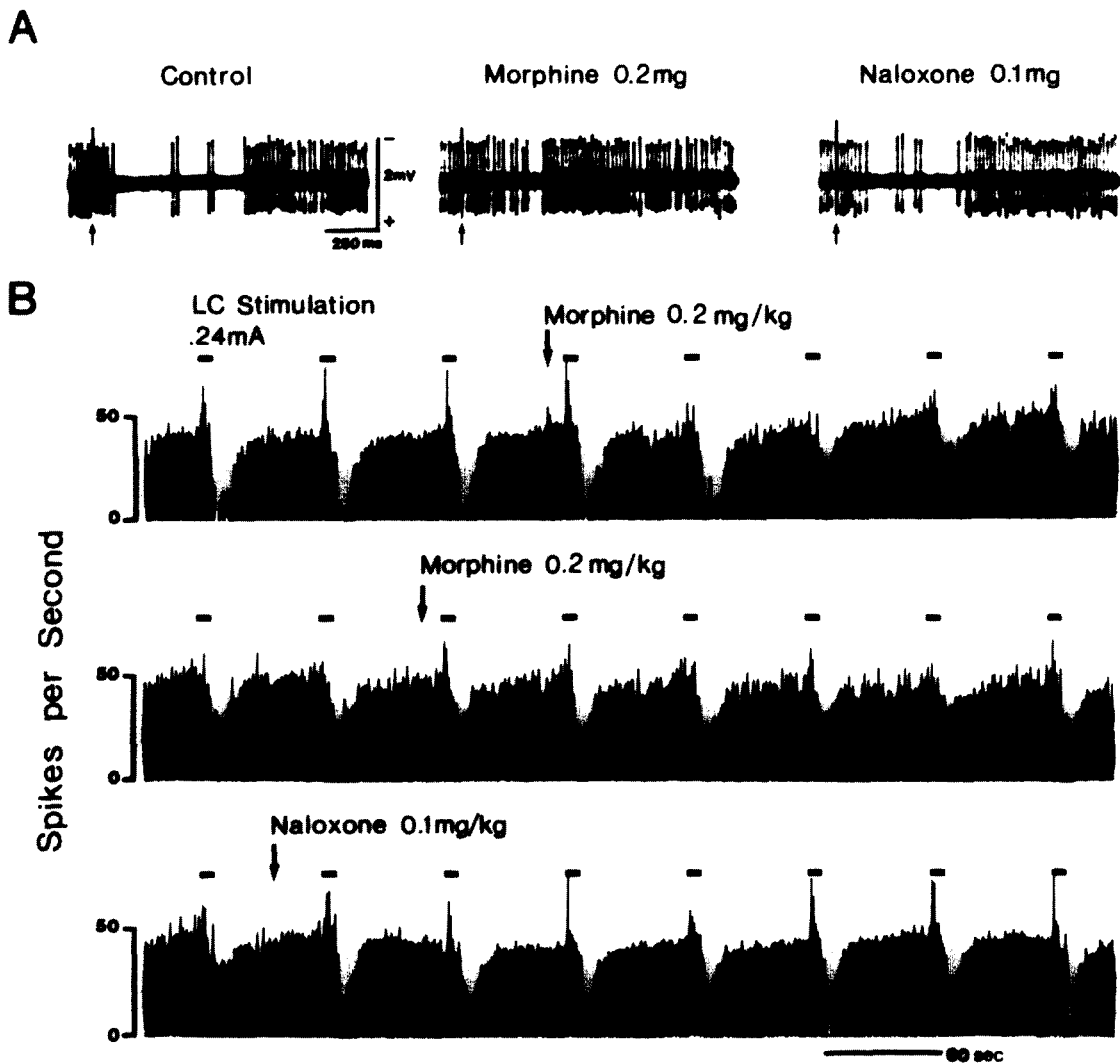 A
Control
Morphine 0.2mg
Naloxone 0.1mg
−
2mV
+
250 ms
B
LC Stimulation
.24mA
Morphine 0.2 mg/kg
50
0
Morphine 0.2 mg/kg
50
0
Spikes per Second
Naloxone 0.1mg/kg
50
0
sec